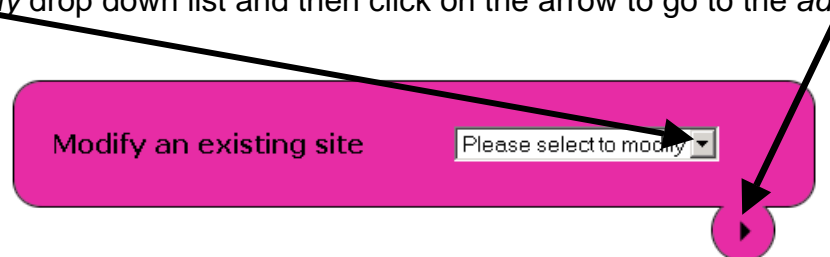 drop down list and then click on the arrow to go to the
Modify an existing site
Please select to modify